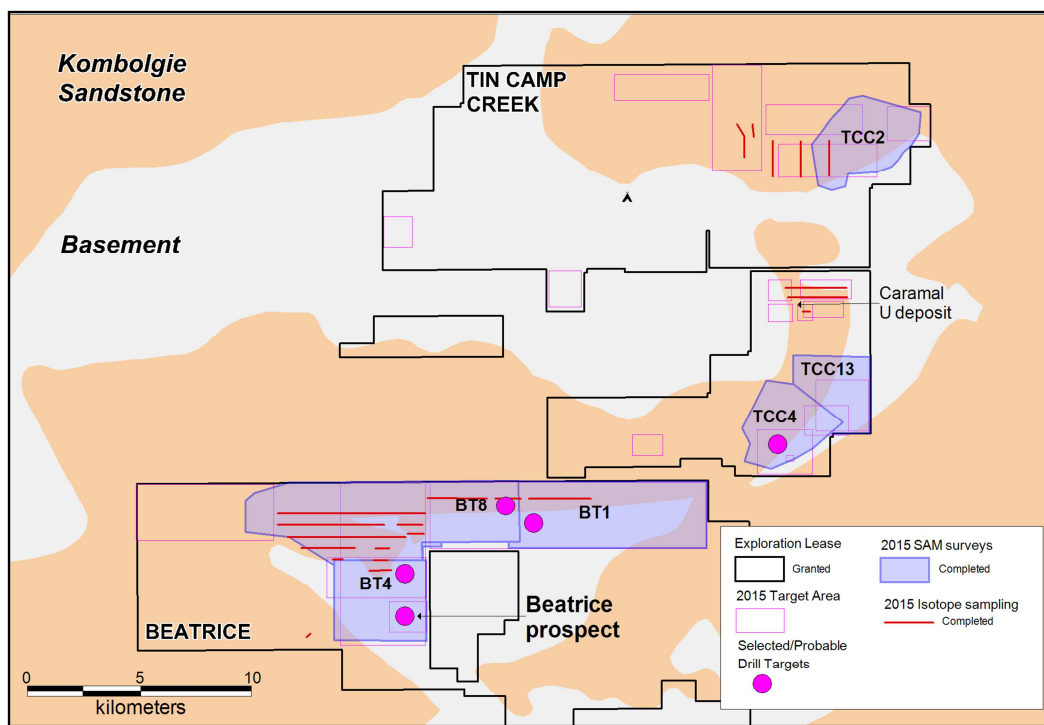 Kombolgie
Sandstone
TIN CAMP
CREEK
TCC2
Basement
Caramal
U deposit
TCC13
TCC4
BT8
BT1
BT4
Beatrice
prospect
BEATRICE
0 5 10
kilometers
Exploration Lease
Granted
2015 Target Area
Selected/Probable
Drill Targets
2015 SAM surveys
Completed
2015 Isotope sampling
Completed